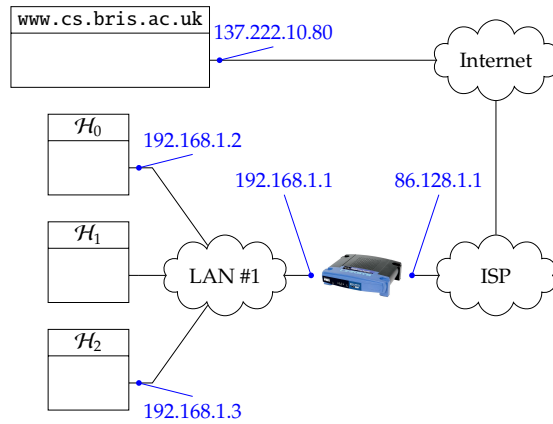 www.cs.bris.ac.uk
137.222.10.80
Internet
H0
192.168.1.2
192.168.1.1
86.128.1.1
H1
LAN #1
ISP
H2
192.168.1.3